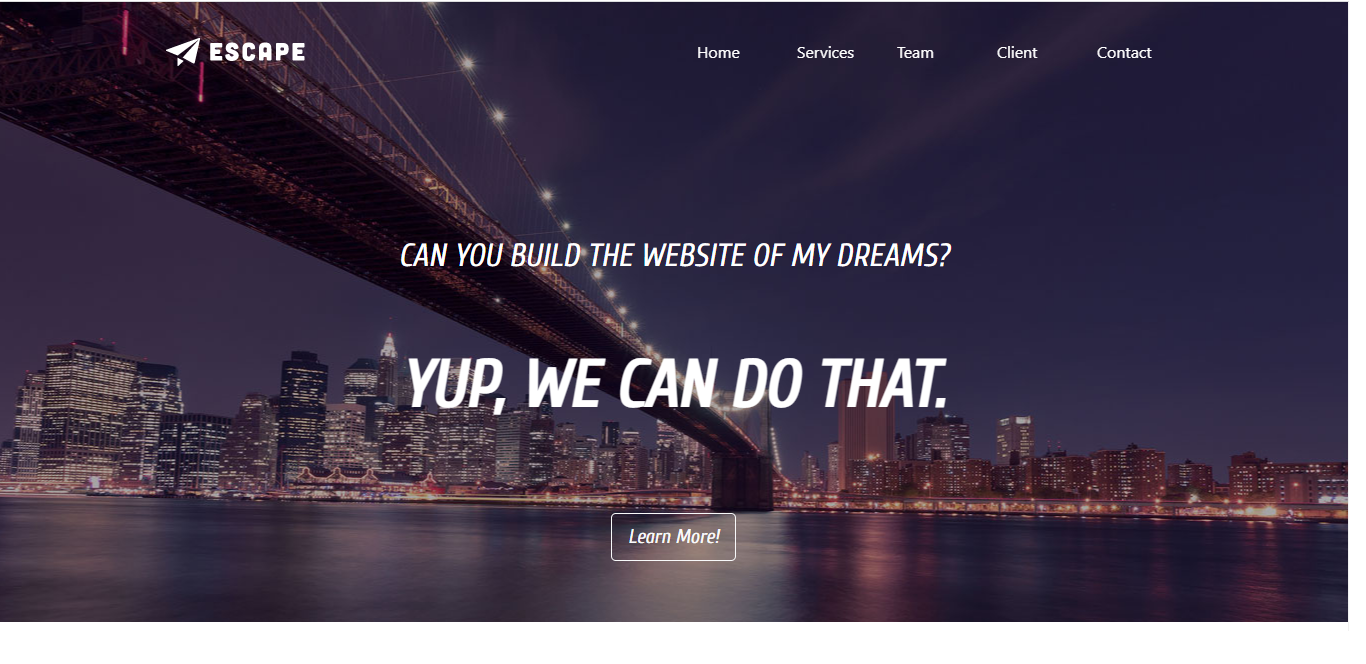 ESCAPE
Home Services Team Client Contact
CAN YOU BUILD THE WEBSITE OF MY DREAMS?
YUP, WE CAN DO THAT.
Learn More!